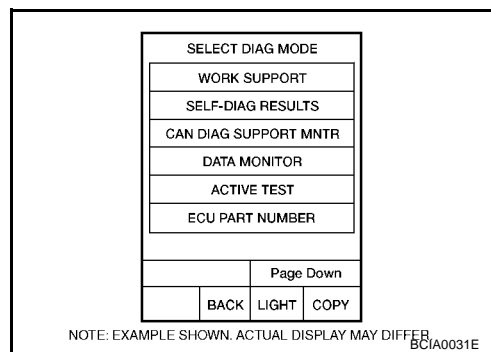 SELECT DIAG MODE
WORK SUPPORT
SELF-DIAG RESULTS
CAN DIAG SUPPORT MNTR
DATA MONITOR
ACTIVE TEST
ECU PART NUMBER
Page Down
BACK LIGHT COPY
NOTE: EXAMPLE SHOWN. ACTUAL DISPLAY MAY DIFFER.
BCIA0031E